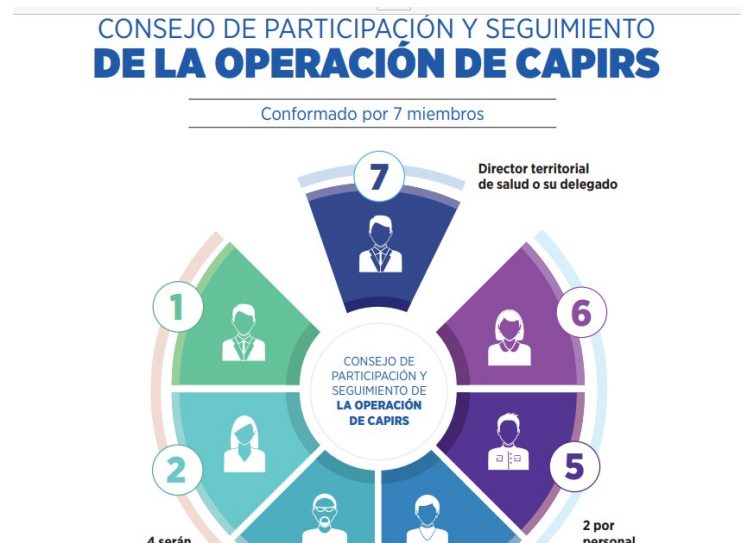 CONSEJO DE PARTICIPACIÓN Y SEGUIMIENTO
DE LA OPERACIÓN DE CAPIRS
Conformado por 7 miembros
7
Director territorial
de salud o su delegado
1
6
CONSEJO DE
PARTICIPACIÓN Y
SEGUIMIENTO DE
LA OPERACIÓN
DE CAPIRS
2
5
4 serán
2 por
personal